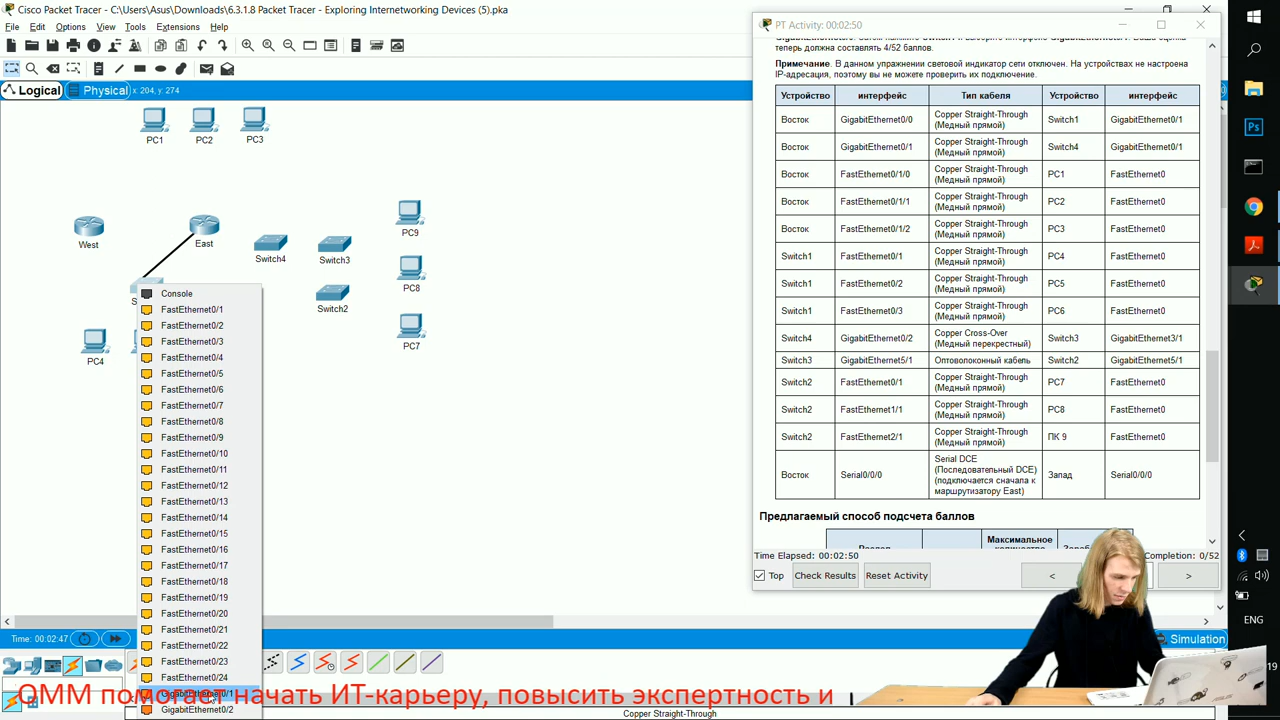 Cisco Packet Tracer - C:\Users\Asus\Downloads\6.3.1.8 Packet Tracer - Exploring Internetworking Devices (5).pka
File Edit Options View Tools Extensions Help
Logical Physical x: 204, y: 274
PC1 PC2 PC3
PC9
West East
Switch4 Switch3
PC8
Switch2
PC4
PC7
Console
FastEthernet0/1
FastEthernet0/2
FastEthernet0/3
FastEthernet0/4
FastEthernet0/5
FastEthernet0/6
FastEthernet0/7
FastEthernet0/8
FastEthernet0/9
FastEthernet0/10
FastEthernet0/11
FastEthernet0/12
FastEthernet0/13
FastEthernet0/14
FastEthernet0/15
FastEthernet0/16
FastEthernet0/17
FastEthernet0/18
FastEthernet0/19
FastEthernet0/20
FastEthernet0/21
FastEthernet0/22
FastEthernet0/23
FastEthernet0/24
GigabitEthernet0/1
GigabitEthernet0/2
Time: 00:02:47
Simulation
Copper Straight-Through
PT Activity: 00:02:50
теперь должна составлять 4/52 баллов.
Примечание. В данном упражнении световой индикатор сети отключен. На устройствах не настроена
IP-адресация, поэтому вы не можете проверить их подключение.
Устройство интерфейс Тип кабеля Устройство интерфейс
Восток GigabitEthernet0/0 Copper Straight-Through (Медный прямой) Switch1 GigabitEthernet0/1
Восток GigabitEthernet0/1 Copper Straight-Through (Медный прямой) Switch4 GigabitEthernet0/1
Восток FastEthernet0/1/0 Copper Straight-Through (Медный прямой) PC1 FastEthernet0
Восток FastEthernet0/1/1 Copper Straight-Through (Медный прямой) PC2 FastEthernet0
Восток FastEthernet0/1/2 Copper Straight-Through (Медный прямой) PC3 FastEthernet0
Switch1 FastEthernet0/1 Copper Straight-Through (Медный прямой) PC4 FastEthernet0
Switch1 FastEthernet0/2 Copper Straight-Through (Медный прямой) PC5 FastEthernet0
Switch1 FastEthernet0/3 Copper Straight-Through (Медный прямой) PC6 FastEthernet0
Switch4 GigabitEthernet0/2 Copper Cross-Over (Медный перекрестный) Switch3 GigabitEthernet3/1
Switch3 GigabitEthernet5/1 Оптоволоконный кабель Switch2 GigabitEthernet5/1
Switch2 FastEthernet0/1 Copper Straight-Through (Медный прямой) PC7 FastEthernet0
Switch2 FastEthernet1/1 Copper Straight-Through (Медный прямой) PC8 FastEthernet0
Switch2 FastEthernet2/1 Copper Straight-Through (Медный прямой) ПК 9 FastEthernet0
Восток Serial0/0/0 Serial DCE (Последовательный DCE) (подключается сначала к маршрутизатору East) Запад Serial0/0/0
Предлагаемый способ подсчета баллов
Максимальное
Time Elapsed: 00:02:50 Completion: 0/52
Top Check Results Reset Activity < >
ENG
Ps
ОММ помогает начать ИТ-карьеру, повысить экспертность и